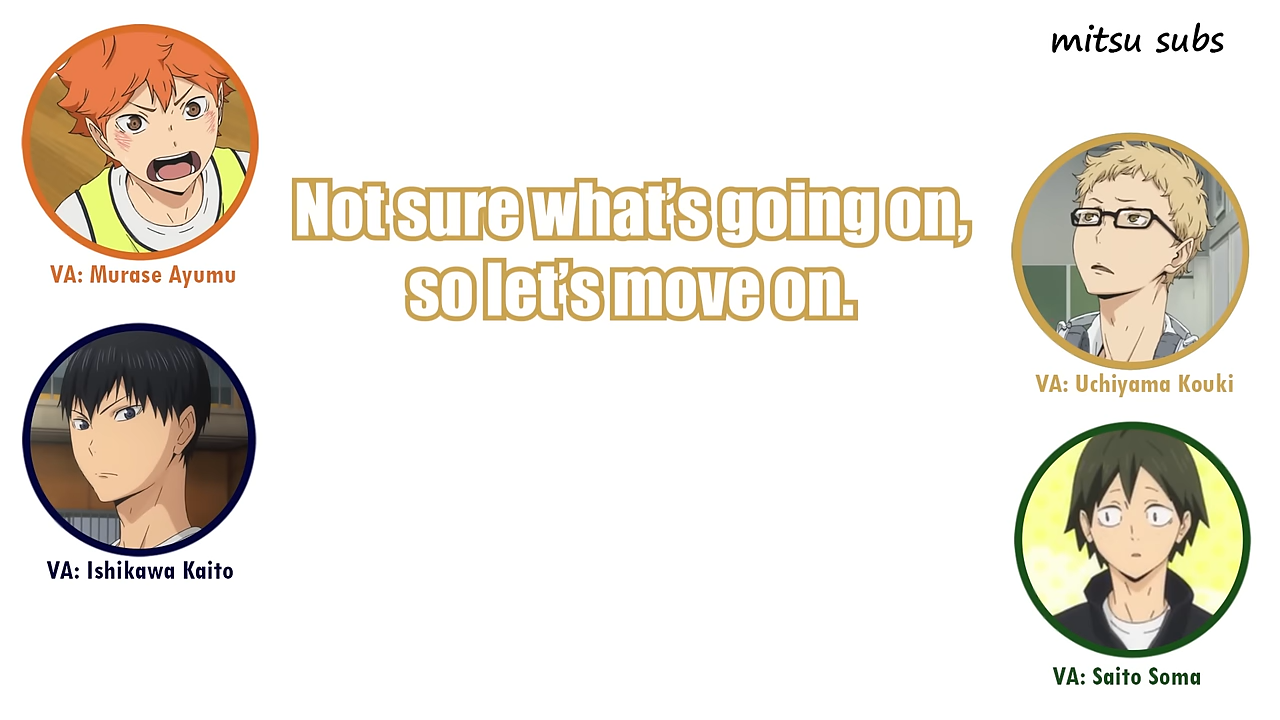 mitsu subs
Not sure what's going on,
so let's move on.
VA: Murase Ayumu
VA: Uchiyama Kouki
VA: Ishikawa Kaito
VA: Saito Soma